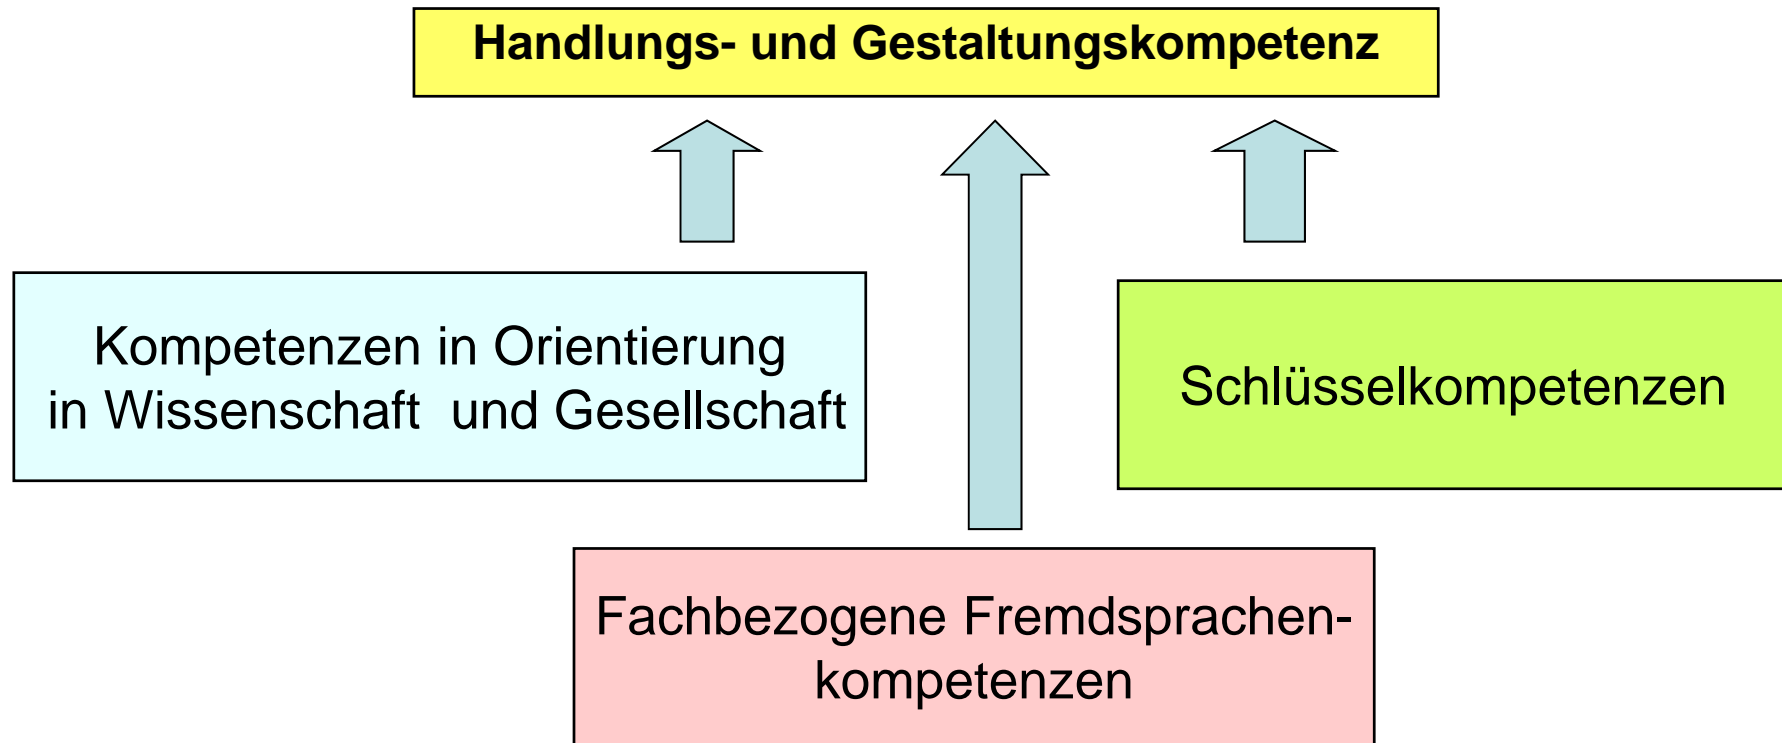 Handlungs- und Gestaltungskompetenz
Kompetenzen in Orientierung
in Wissenschaft  und Gesellschaft
Schlüsselkompetenzen
Fachbezogene Fremdsprachen-
kompetenzen